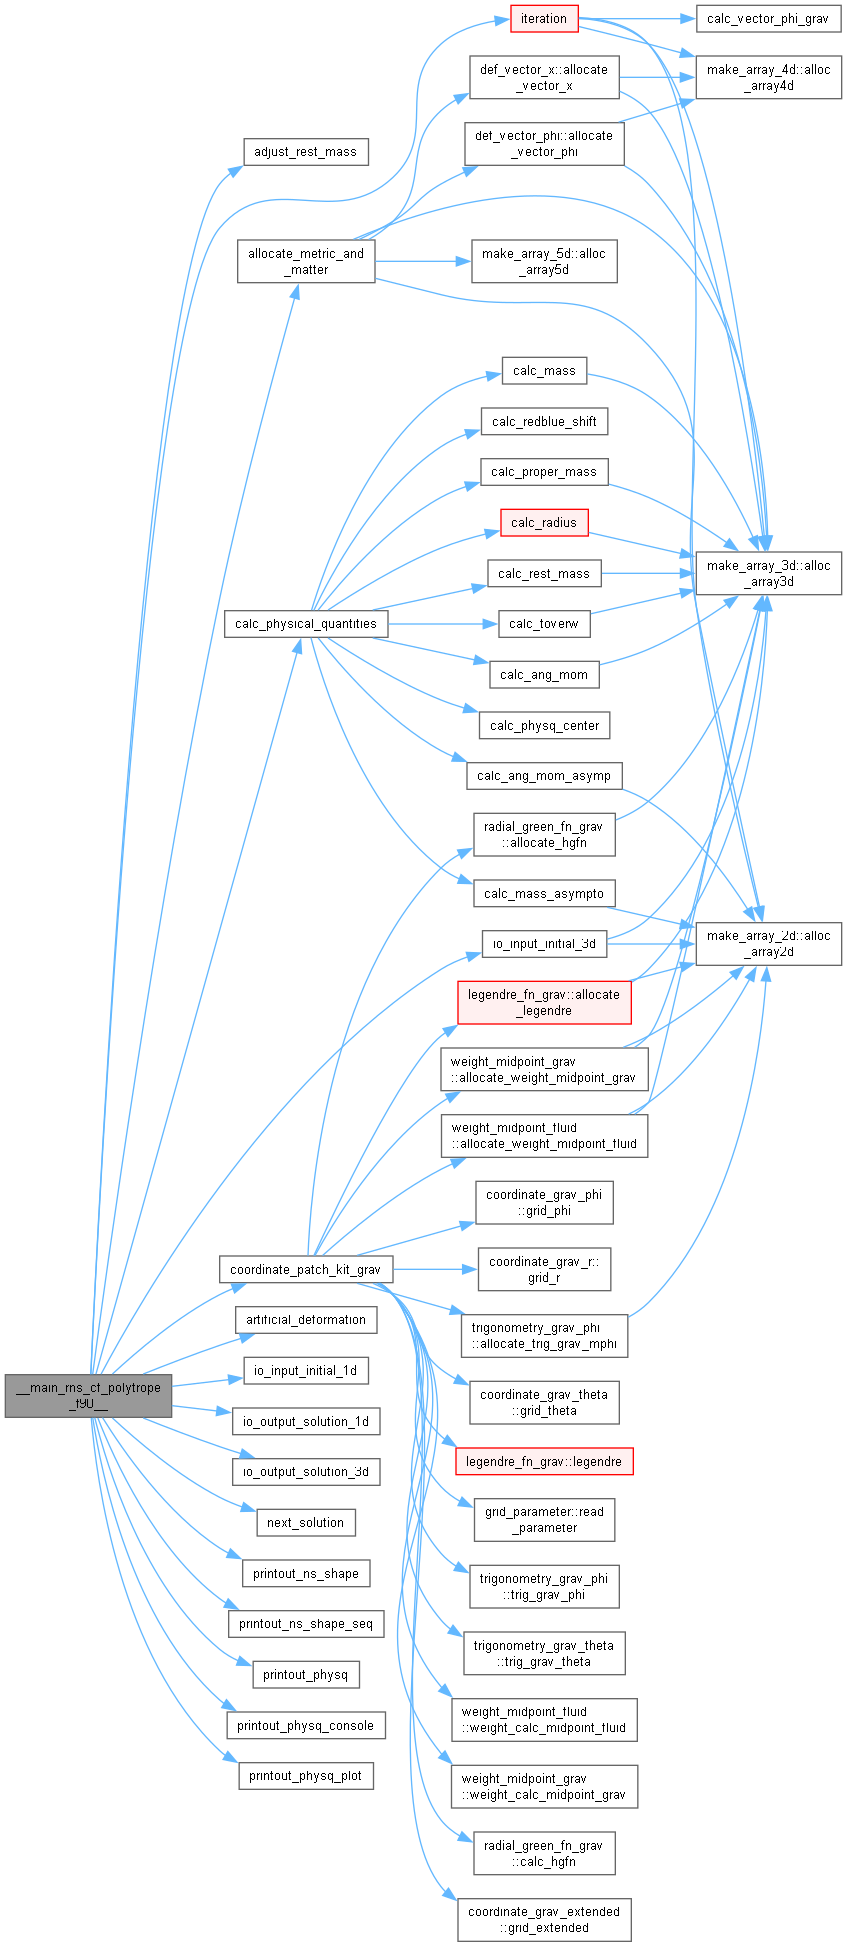 iteration
calc_vector_phi_grav
def_vector_x::allocate
_vector_x
make_array_4d::alloc
_array4d
adjust_rest_mass
def_vector_phi::allocate
_vector_phi
allocate_metric_and
_matter
make_array_5d::alloc
_array5d
calc_mass
calc_redblue_shift
calc_proper_mass
calc_radius
make_array_3d::alloc
_array3d
calc_rest_mass
calc_physical_quantities
calc_toverw
calc_ang_mom
calc_physq_center
calc_ang_mom_asymp
radial_green_fn_grav
::allocate_hgfn
calc_mass_asympto
io_input_initial_3d
make_array_2d::alloc
_array2d
legendre_fn_grav::allocate
_legendre
weight_midpoint_grav
::allocate_weight_midpoint_grav
weight_midpoint_fluid
::allocate_weight_midpoint_fluid
coordinate_grav_phi
::grid_phi
coordinate_patch_kit_grav
coordinate_grav_r::
grid_r
artificial_deformation
trigonometry_grav_phi
::allocate_trig_grav_mphi
io_input_initial_1d
__main_rns_cf_polytrope
_f90__
coordinate_grav_theta
::grid_theta
io_output_solution_1d
legendre_fn_grav::legendre
io_output_solution_3d
grid_parameter::read
_parameter
next_solution
printout_ns_shape
trigonometry_grav_phi
::trig_grav_phi
printout_ns_shape_seq
trigonometry_grav_theta
::trig_grav_theta
printout_physq
weight_midpoint_fluid
::weight_calc_midpoint_fluid
printout_physq_console
printout_physq_plot
weight_midpoint_grav
::weight_calc_midpoint_grav
radial_green_fn_grav
::calc_hgfn
coordinate_grav_extended
::grid_extended